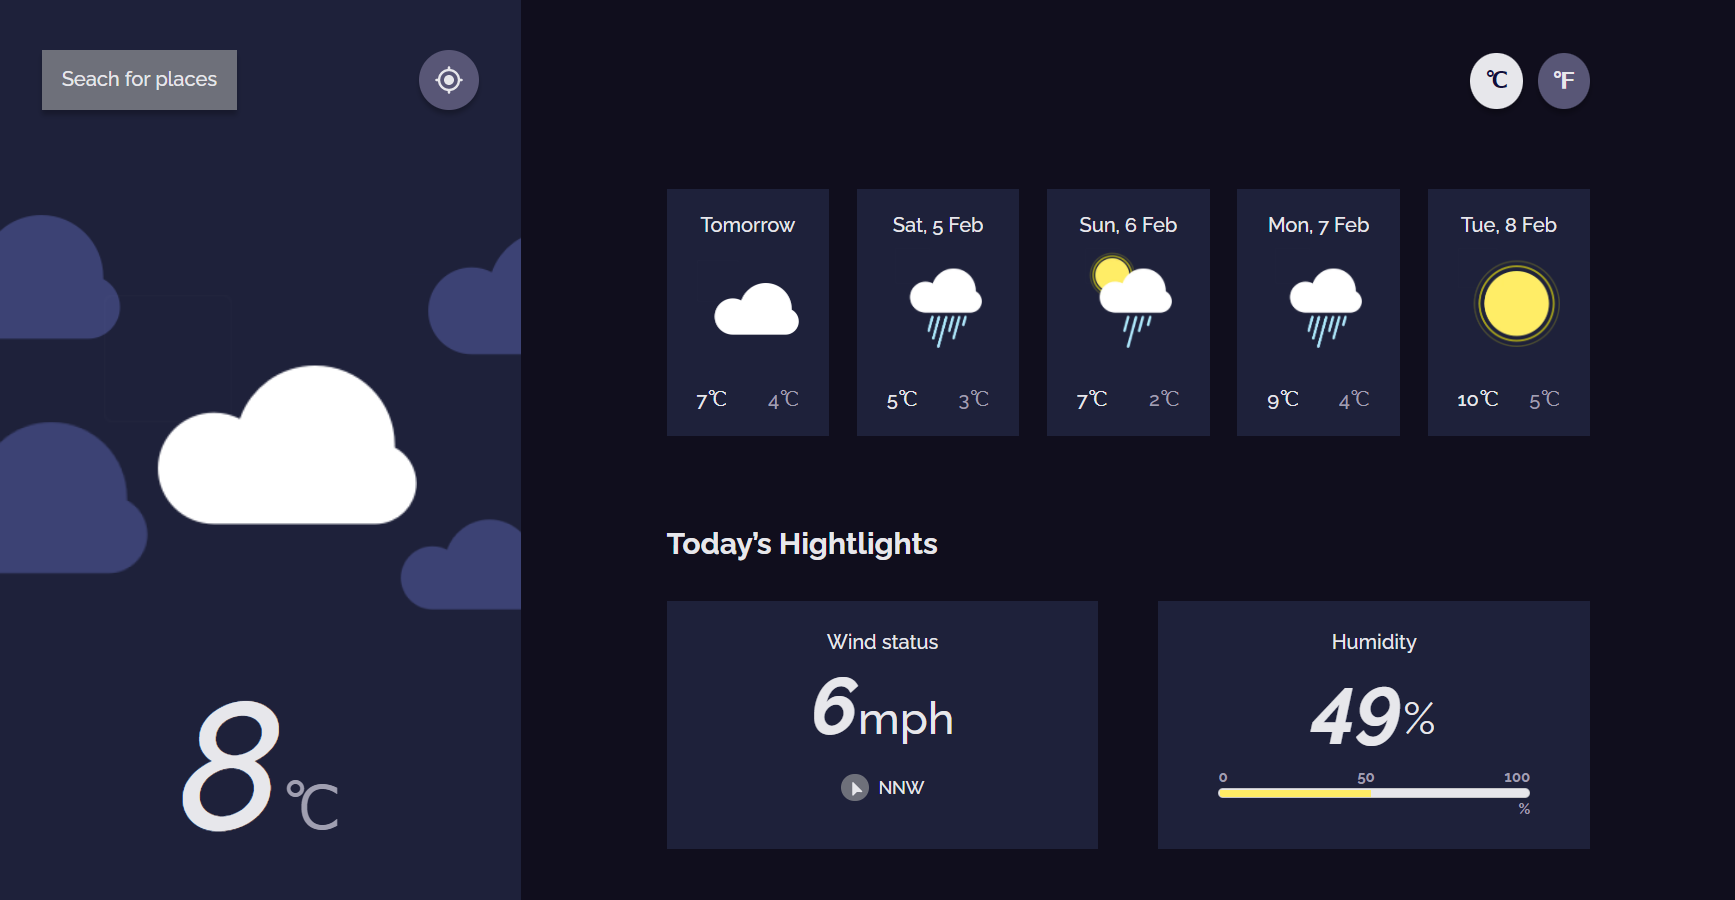 Seach for places
℃
℉
Tomorrow
7℃ 4℃
Sat, 5 Feb
5℃ 3℃
Sun, 6 Feb
7℃ 2℃
Mon, 7 Feb
9℃ 4℃
Tue, 8 Feb
10℃ 5℃
8℃
Today’s Hightlights
Wind status
6mph
NNW
Humidity
49%
0 50 100
%